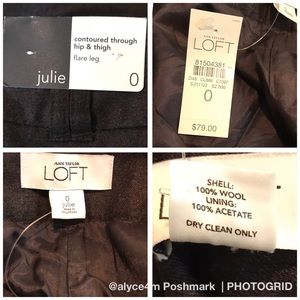 contoured through
hip & thigh
flare leg
julie
0
ANN TAYLOR
LOFT
81504381
0
$79.00
ANN TAYLOR
LOFT
0
julie
SHELL:
100% WOOL
LINING:
100% ACETATE
DRY CLEAN ONLY
@alyce4m Poshmark | PHOTOGRID